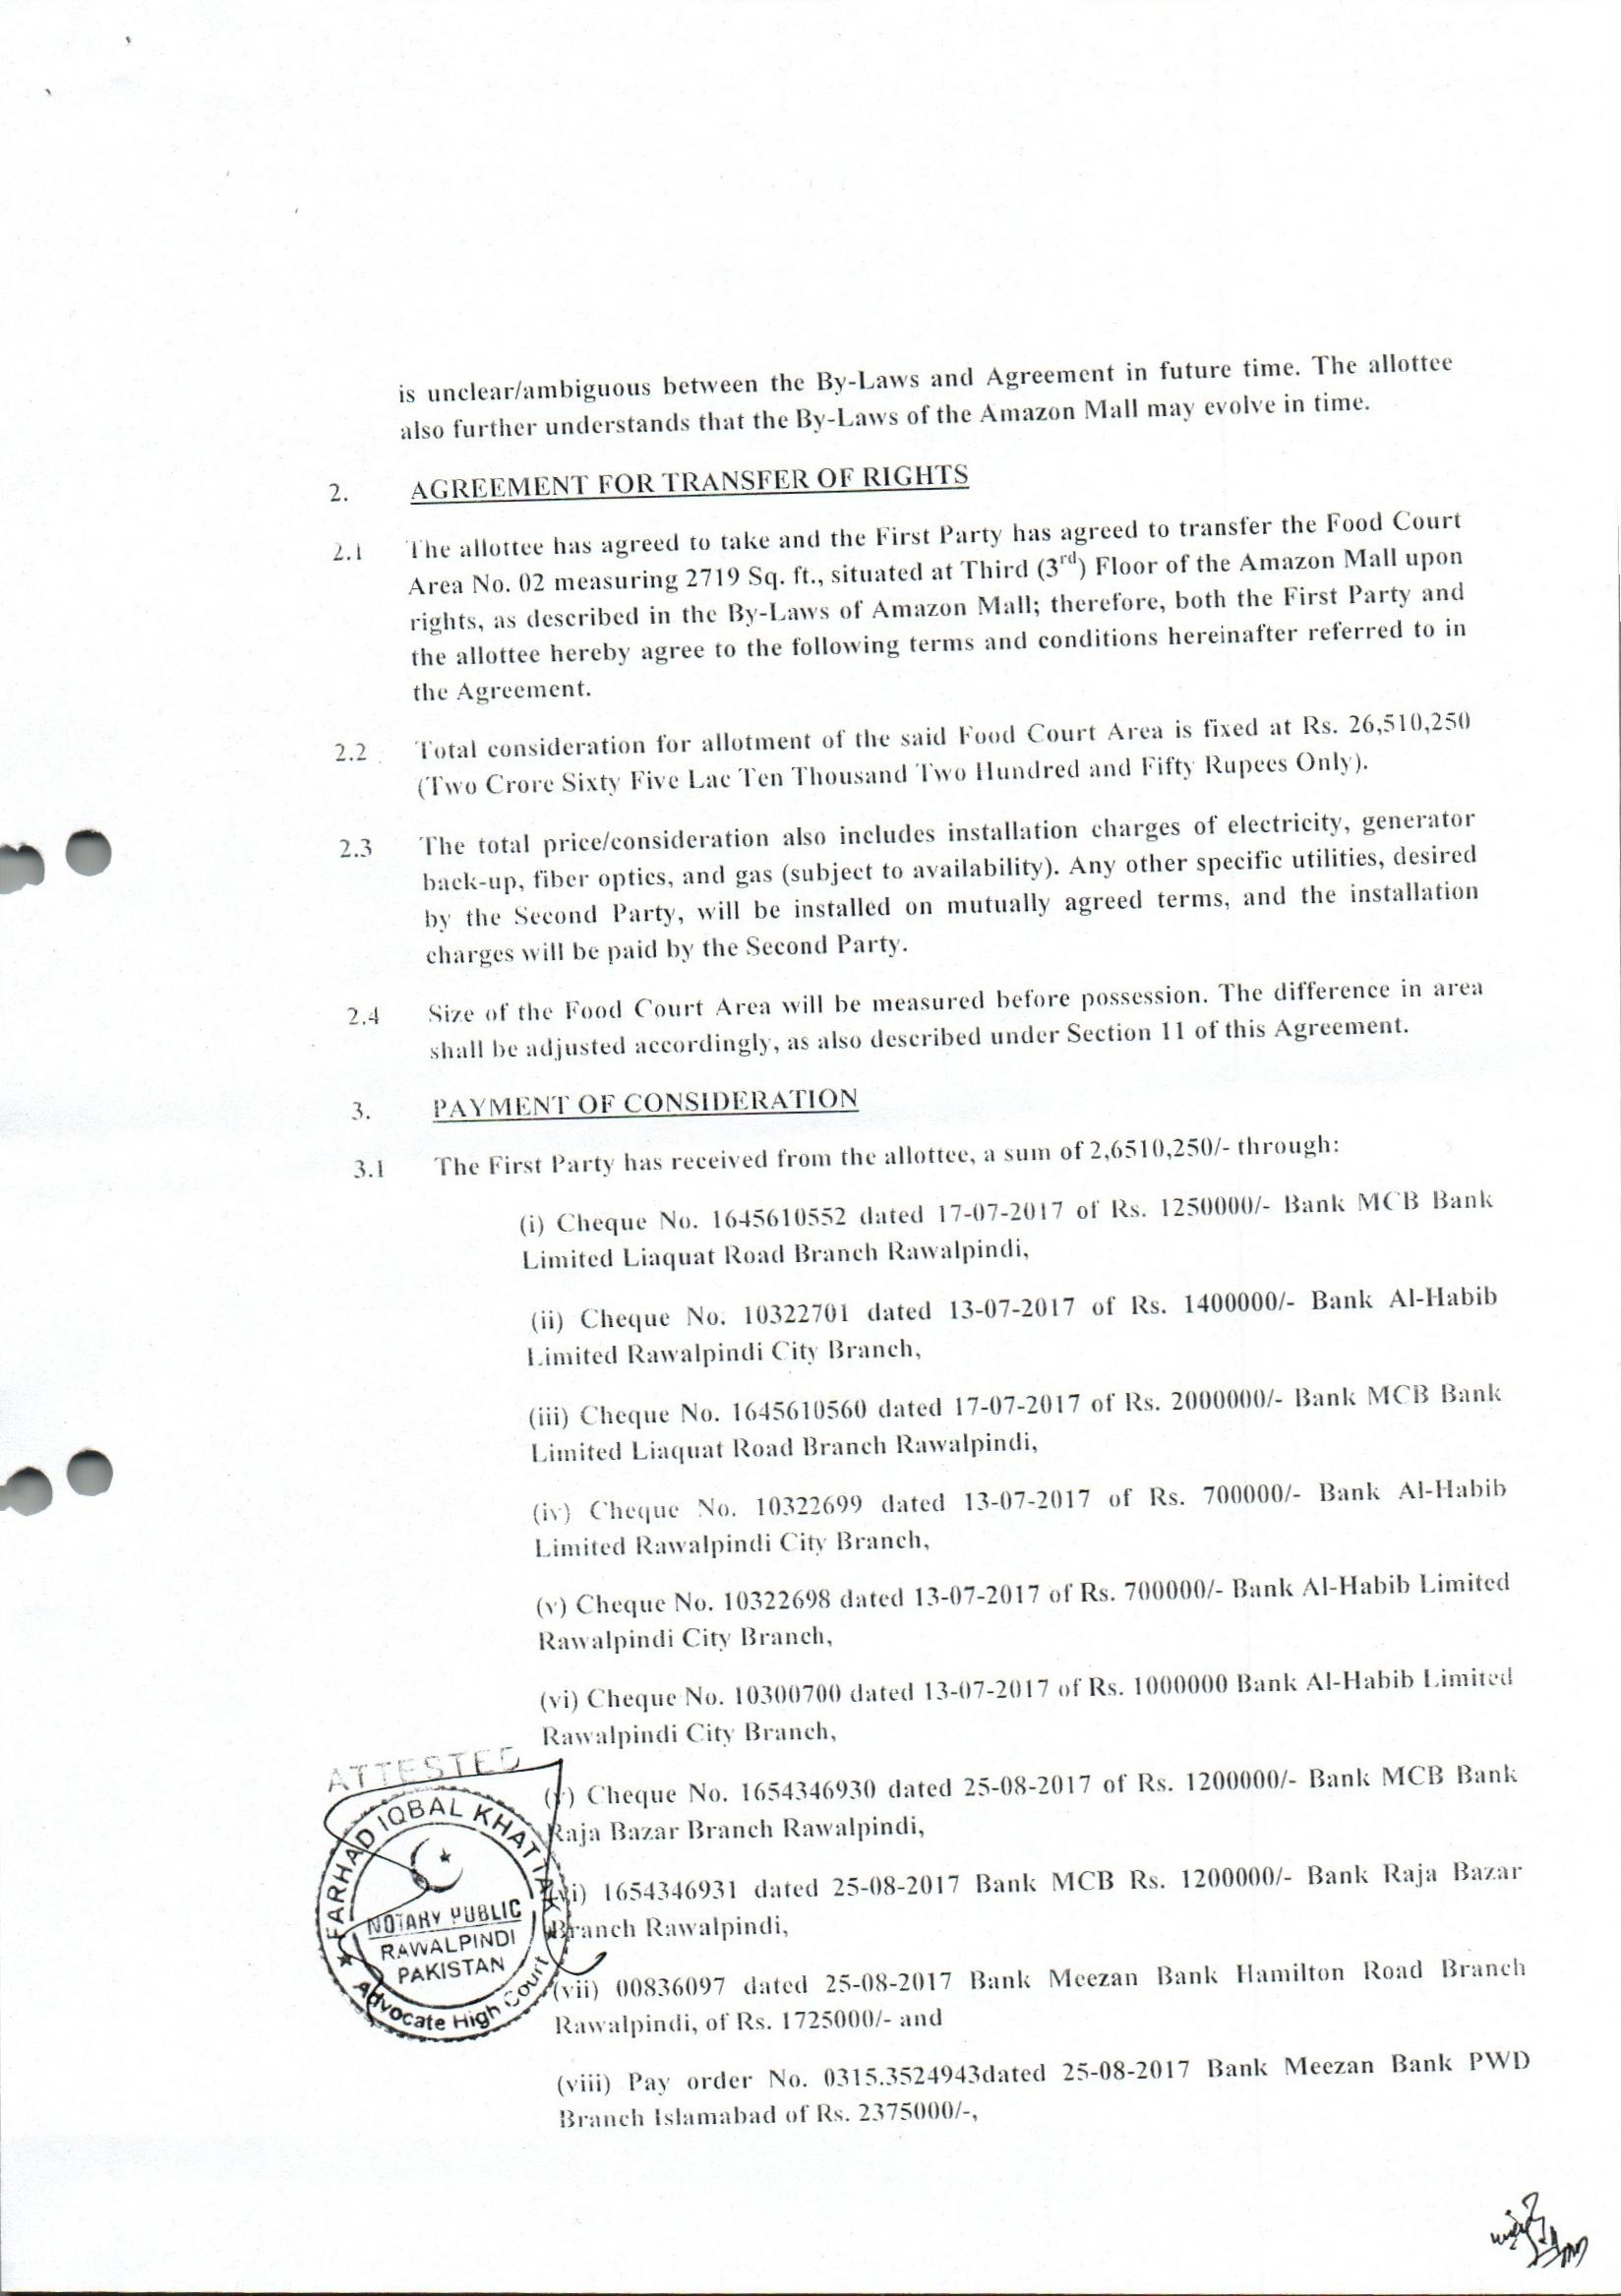 is unclear/ambiguous between the By-Laws and Agreement in future time. The allottee
also further understands that the By-Laws of the Amazon Mall may evolve in time.
2. AGREEMENT FOR TRANSFER OF RIGHTS
2.1 The allottee has agreed to take and the First Party has agreed to transfer the Food Court
Area No. 02 measuring 2719 Sq. ft., situated at Third (3rd) Floor of the Amazon Mall upon
rights, as described in the By-Laws of Amazon Mall; therefore, both the First Party and
the allottee hereby agree to the following terms and conditions hereinafter referred to in
the Agreement.
2.2 Total consideration for allotment of the said Food Court Area is fixed at Rs. 26,510,250
(Two Crore Sixty Five Lac Ten Thousand Two Hundred and Fifty Rupees Only).
2.3 The total price/consideration also includes installation charges of electricity, generator
back-up, fiber optics, and gas (subject to availability). Any other specific utilities, desired
by the Second Party, will be installed on mutually agreed terms, and the installation
charges will be paid by the Second Party.
2.4 Size of the Food Court Area will be measured before possession. The difference in area
shall be adjusted accordingly, as also described under Section 11 of this Agreement.
3. PAYMENT OF CONSIDERATION
3.1 The First Party has received from the allottee, a sum of 2,6510,250/- through:
(i) Cheque No. 1645610552 dated 17-07-2017 of Rs. 1250000/- Bank MCB Bank
Limited Liaquat Road Branch Rawalpindi,
(ii) Cheque No. 10322701 dated 13-07-2017 of Rs. 1400000/- Bank Al-Habib
Limited Rawalpindi City Branch,
(iii) Cheque No. 1645610560 dated 17-07-2017 of Rs. 2000000/- Bank MCB Bank
Limited Liaquat Road Branch Rawalpindi,
(iv) Cheque No. 10322699 dated 13-07-2017 of Rs. 700000/- Bank Al-Habib
Limited Rawalpindi City Branch,
(v) Cheque No. 10322698 dated 13-07-2017 of Rs. 700000/- Bank Al-Habib Limited
Rawalpindi City Branch,
(vi) Cheque No. 10300700 dated 13-07-2017 of Rs. 1000000 Bank Al-Habib Limited
Rawalpindi City Branch,
(v) Cheque No. 1654346930 dated 25-08-2017 of Rs. 1200000/- Bank MCB Bank
Raja Bazar Branch Rawalpindi,
(vi) 1654346931 dated 25-08-2017 Bank MCB Rs. 1200000/- Bank Raja Bazar
Branch Rawalpindi,
(vii) 00836097 dated 25-08-2017 Bank Meezan Bank Hamilton Road Branch
Rawalpindi, of Rs. 1725000/- and
(viii) Pay order No. 0315.3524943dated 25-08-2017 Bank Meezan Bank PWD
Branch Islamabad of Rs. 2375000/-,
ATTESTED
FARHAD IQBAL KHATTAK
NOTARY PUBLIC
RAWALPINDI
PAKISTAN
Advocate High Court